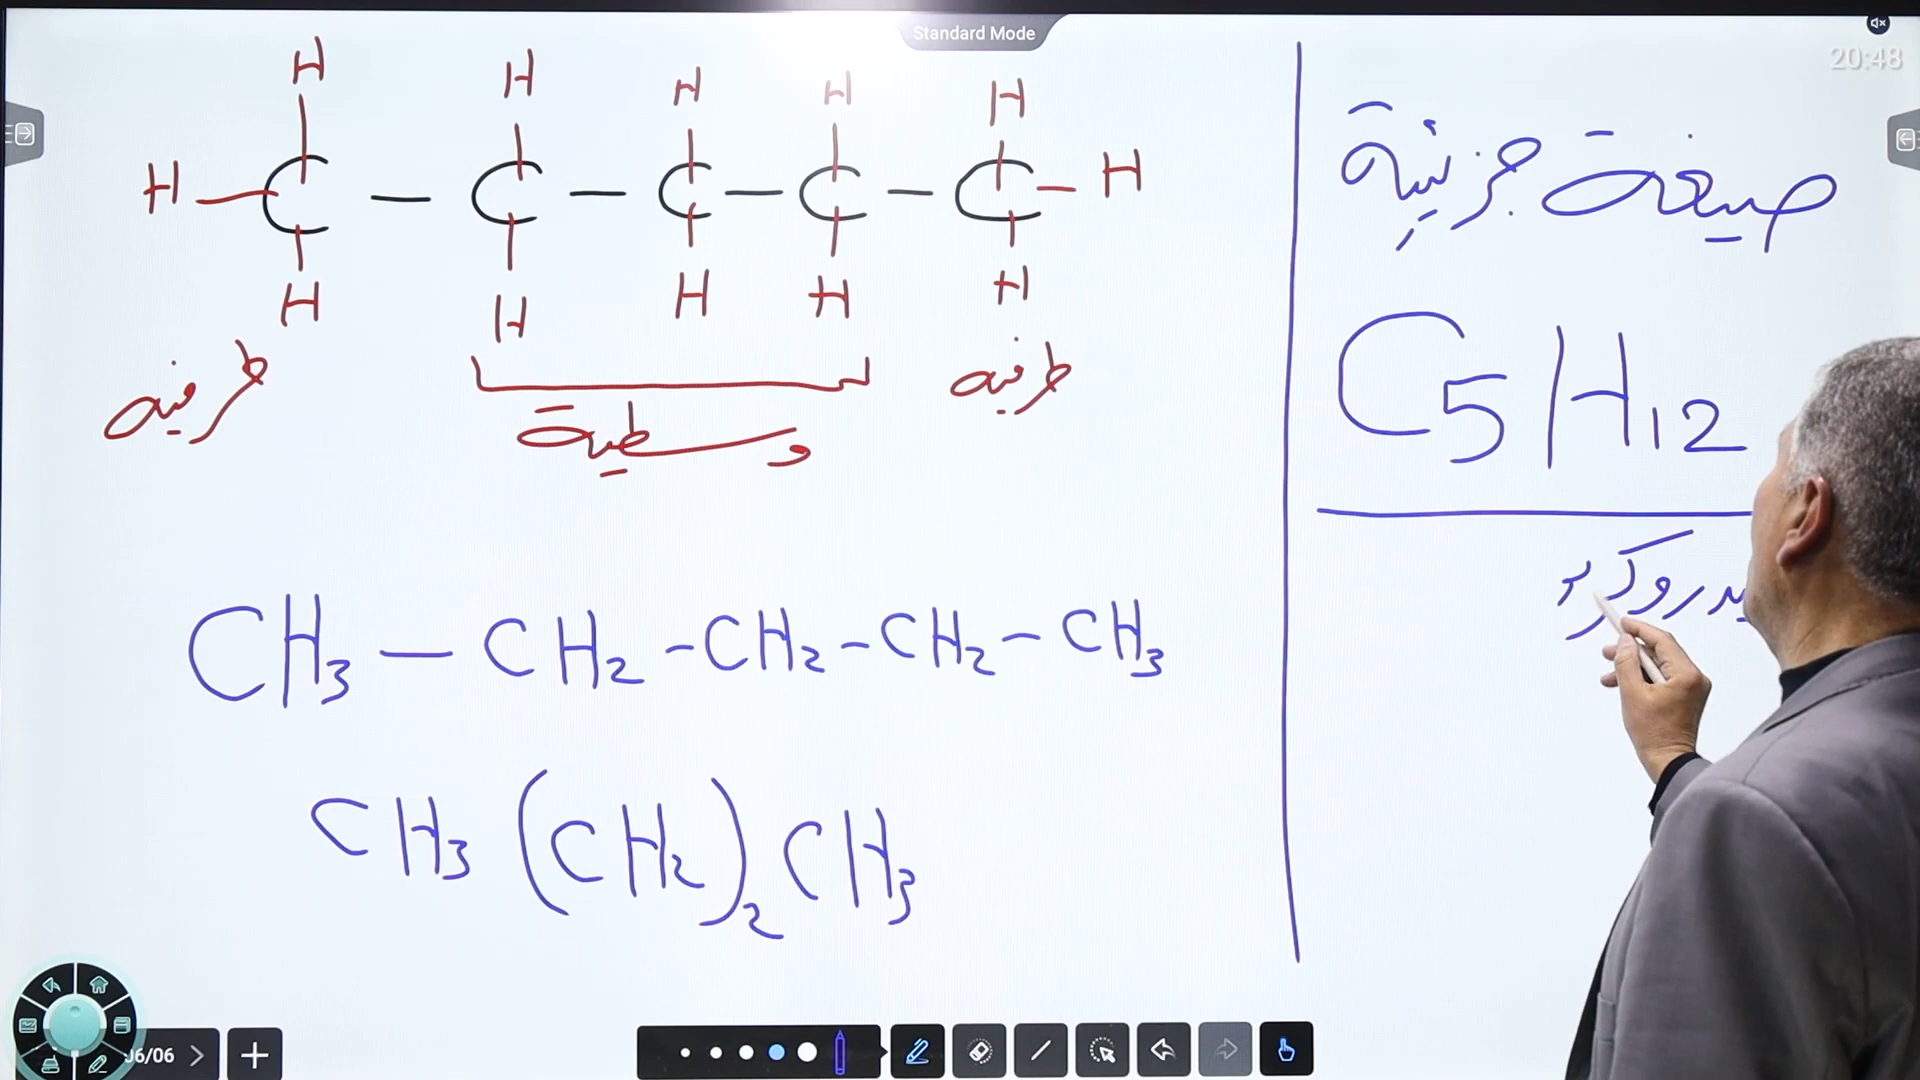 Standard Mode
20:48
H H H H H
H — C — C — C — C — C — H
H H H H H
طرفية وسطية طرفية
CH3 — CH2 - CH2 - CH2 - CH3
CH3 (CH2)2 CH3
صيغة جزيئية
C5H12
06/06